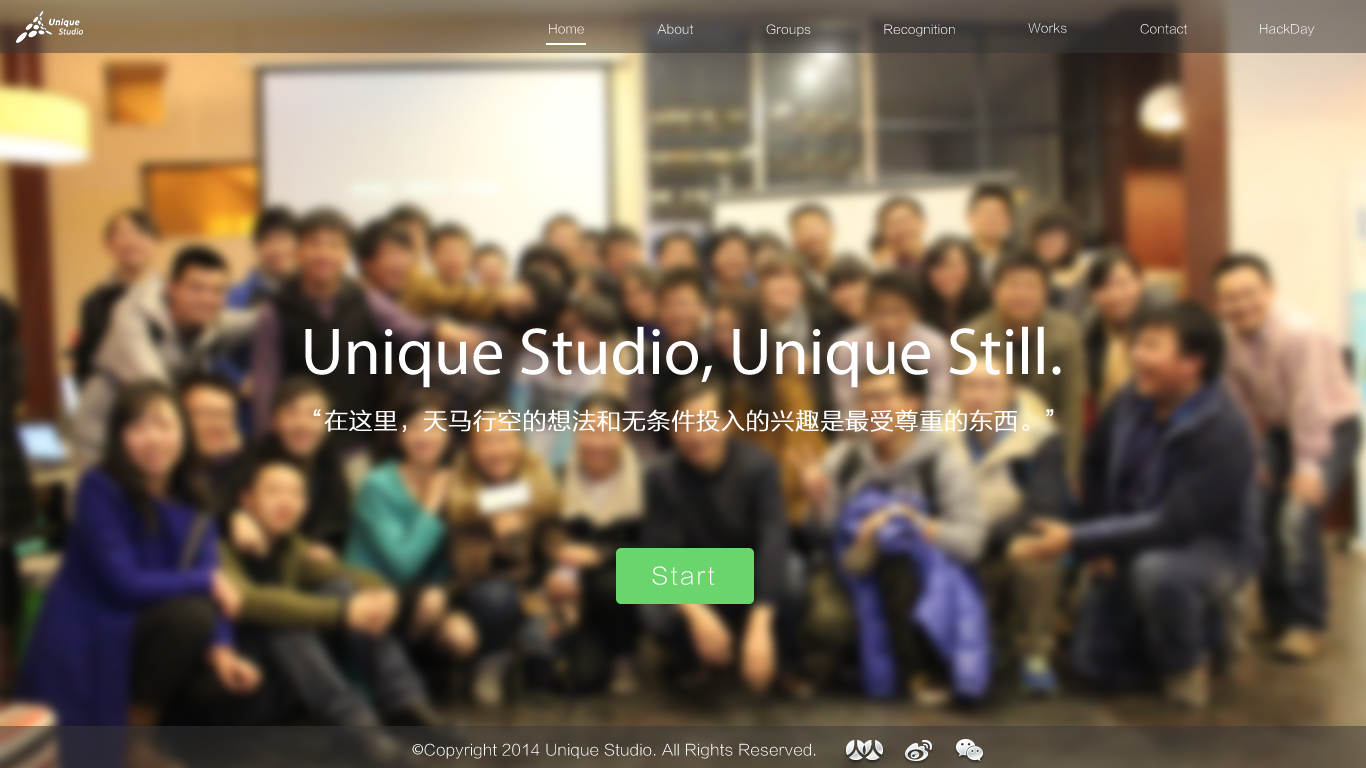 Unique
Studio
Home
About
Groups
Recognition
Works
Contact
HackDay
Unique Studio, Unique Still.
“在这里，天马行空的想法和无条件投入的兴趣是最受尊重的东西。”
Start
©Copyright 2014 Unique Studio. All Rights Reserved.